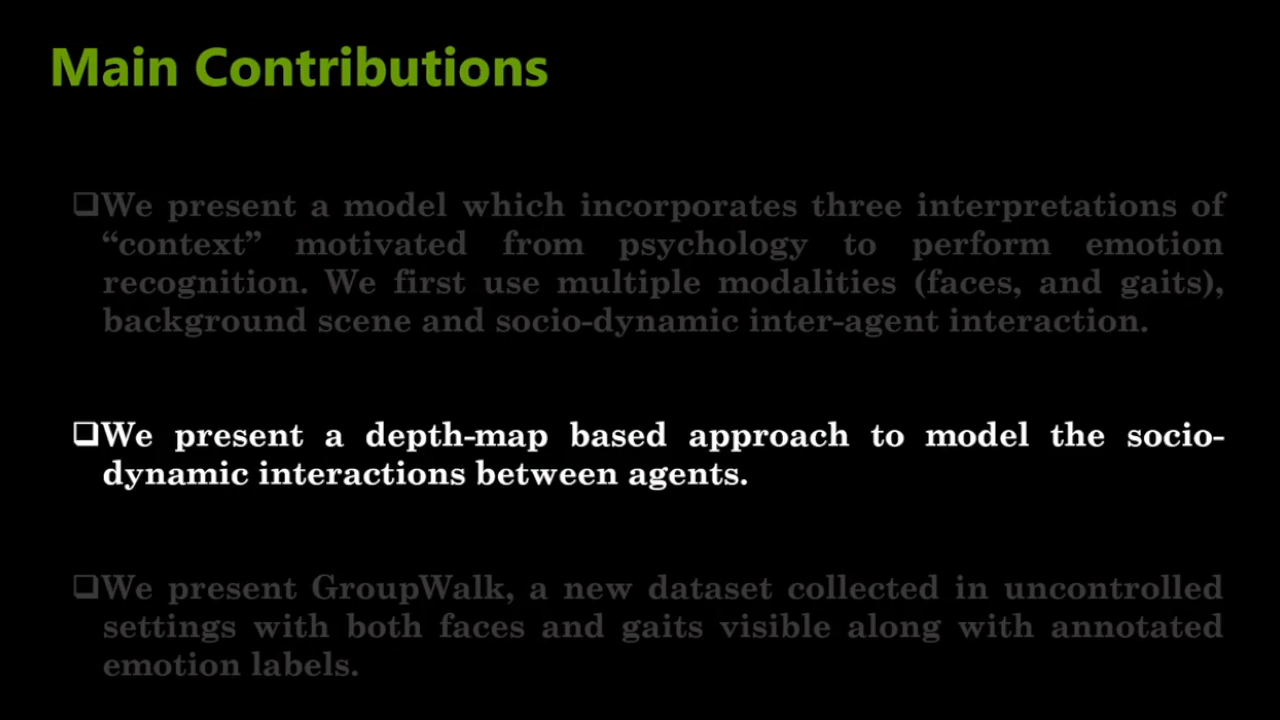 Main Contributions
❑We present a model which incorporates three interpretations of
“context” motivated from psychology to perform emotion
recognition. We first use multiple modalities (faces, and gaits),
background scene and socio-dynamic inter-agent interaction.
❑We present a depth-map based approach to model the socio-
dynamic interactions between agents.
❑We present GroupWalk, a new dataset collected in uncontrolled
settings with both faces and gaits visible along with annotated
emotion labels.